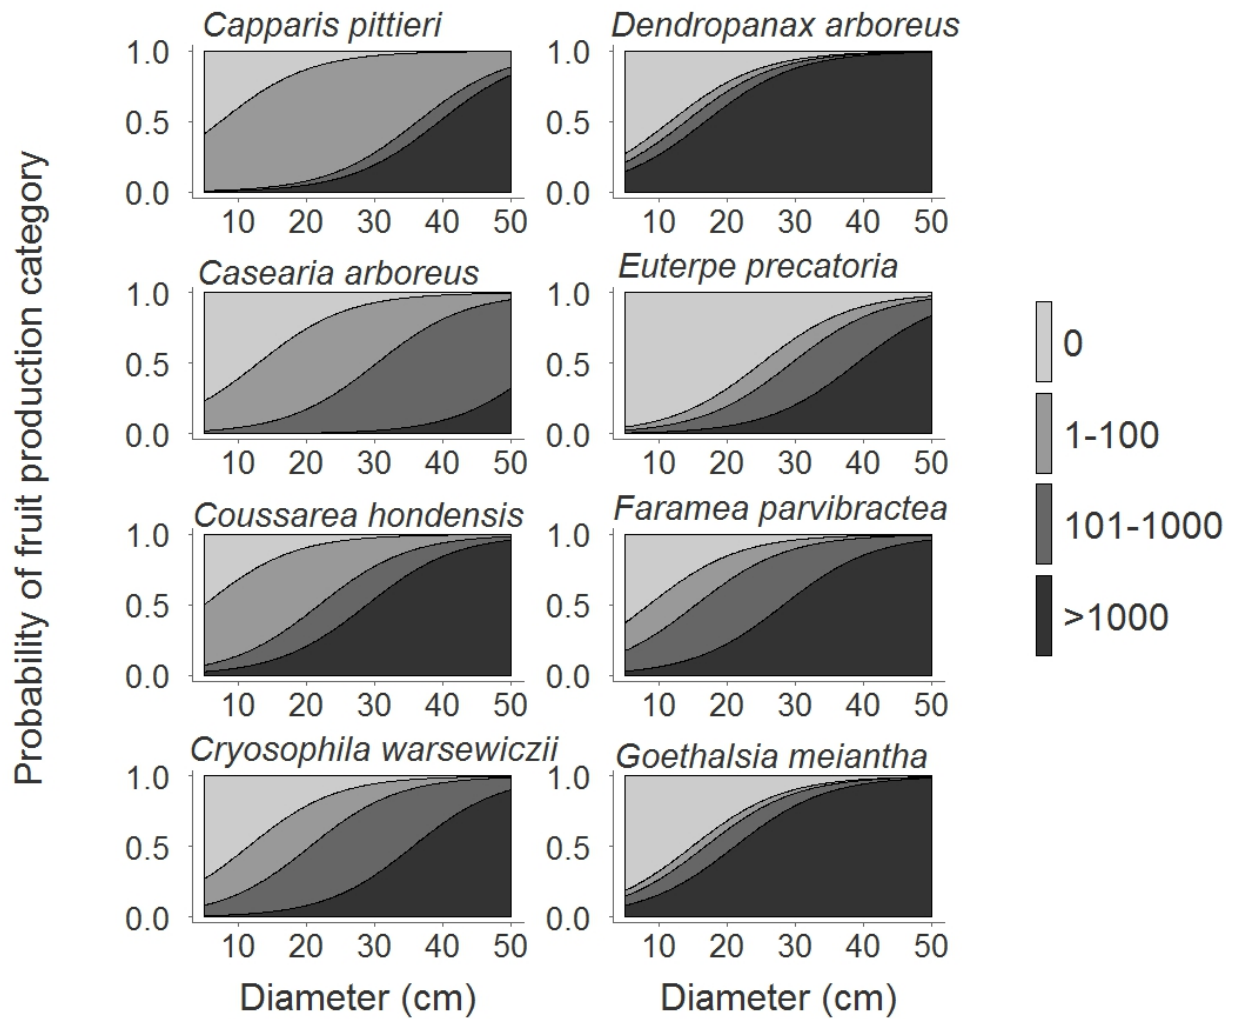 Probability of fruit production category
Capparis pittieri
1.0
0.5
0.0
10 20 30 40 50
Dendropanax arboreus
1.0
0.5
0.0
10 20 30 40 50
Casearia arboreus
1.0
0.5
0.0
10 20 30 40 50
Euterpe precatoria
1.0
0.5
0.0
10 20 30 40 50
Coussarea hondensis
1.0
0.5
0.0
10 20 30 40 50
Faramea parvibractea
1.0
0.5
0.0
10 20 30 40 50
Cryosophila warsewiczii
1.0
0.5
0.0
10 20 30 40 50
Goethalsia meiantha
1.0
0.5
0.0
10 20 30 40 50
Diameter (cm)
Diameter (cm)
0
1-100
101-1000
>1000